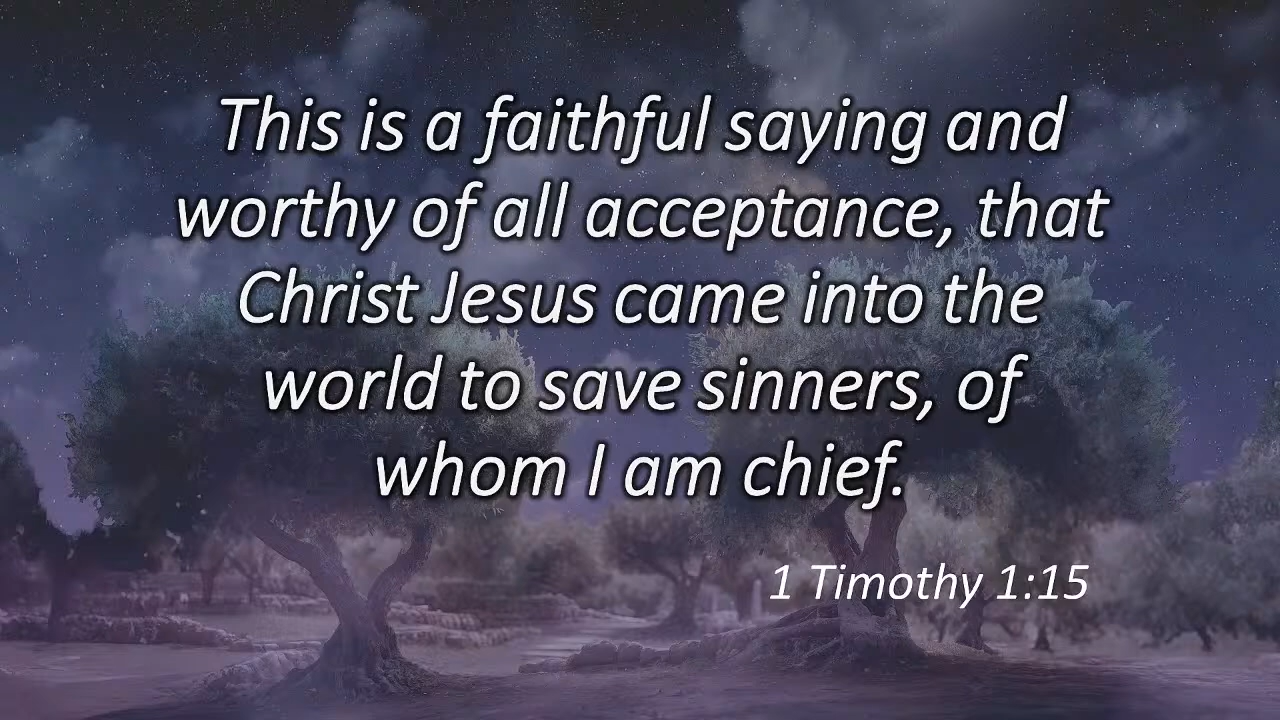 This is a faithful saying and
worthy of all acceptance, that
Christ Jesus came into the
world to save sinners, of
whom I am chief.
1 Timothy 1:15